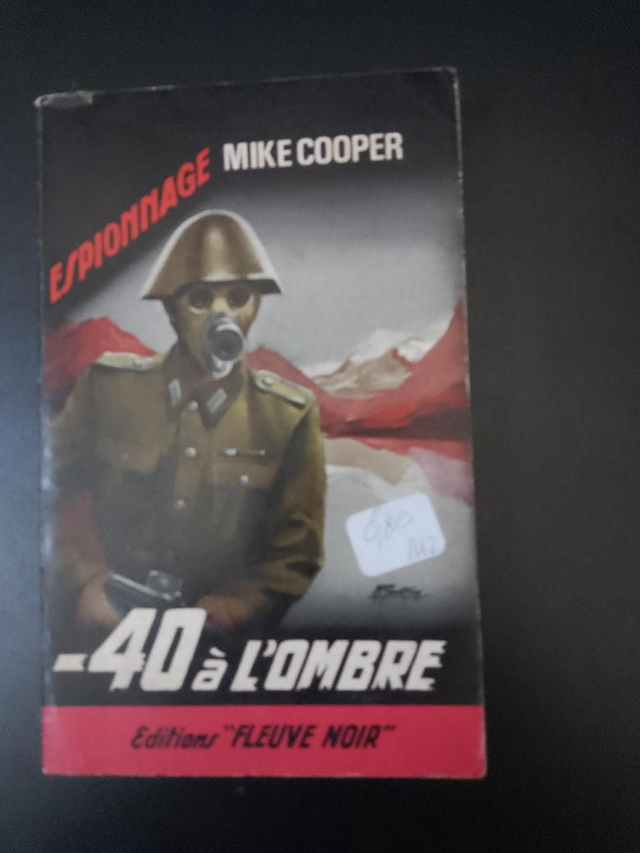 MIKE COOPER
ESPIONNAGE
-40 à L'OMBRE
Editions "FLEUVE NOIR"